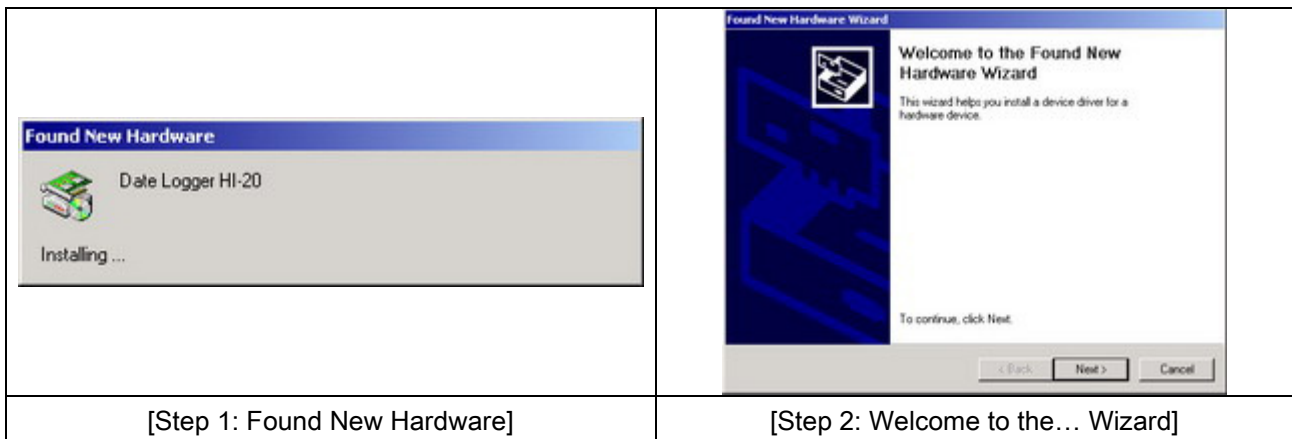 Found New Hardware
Date Logger HI-20
Installing ...
[Step 1: Found New Hardware]
Found New Hardware Wizard
Welcome to the Found New
Hardware Wizard
This wizard helps you install a device driver for a
hardware device.
To continue, click Next.
< Back
Next >
Cancel
[Step 2: Welcome to the… Wizard]